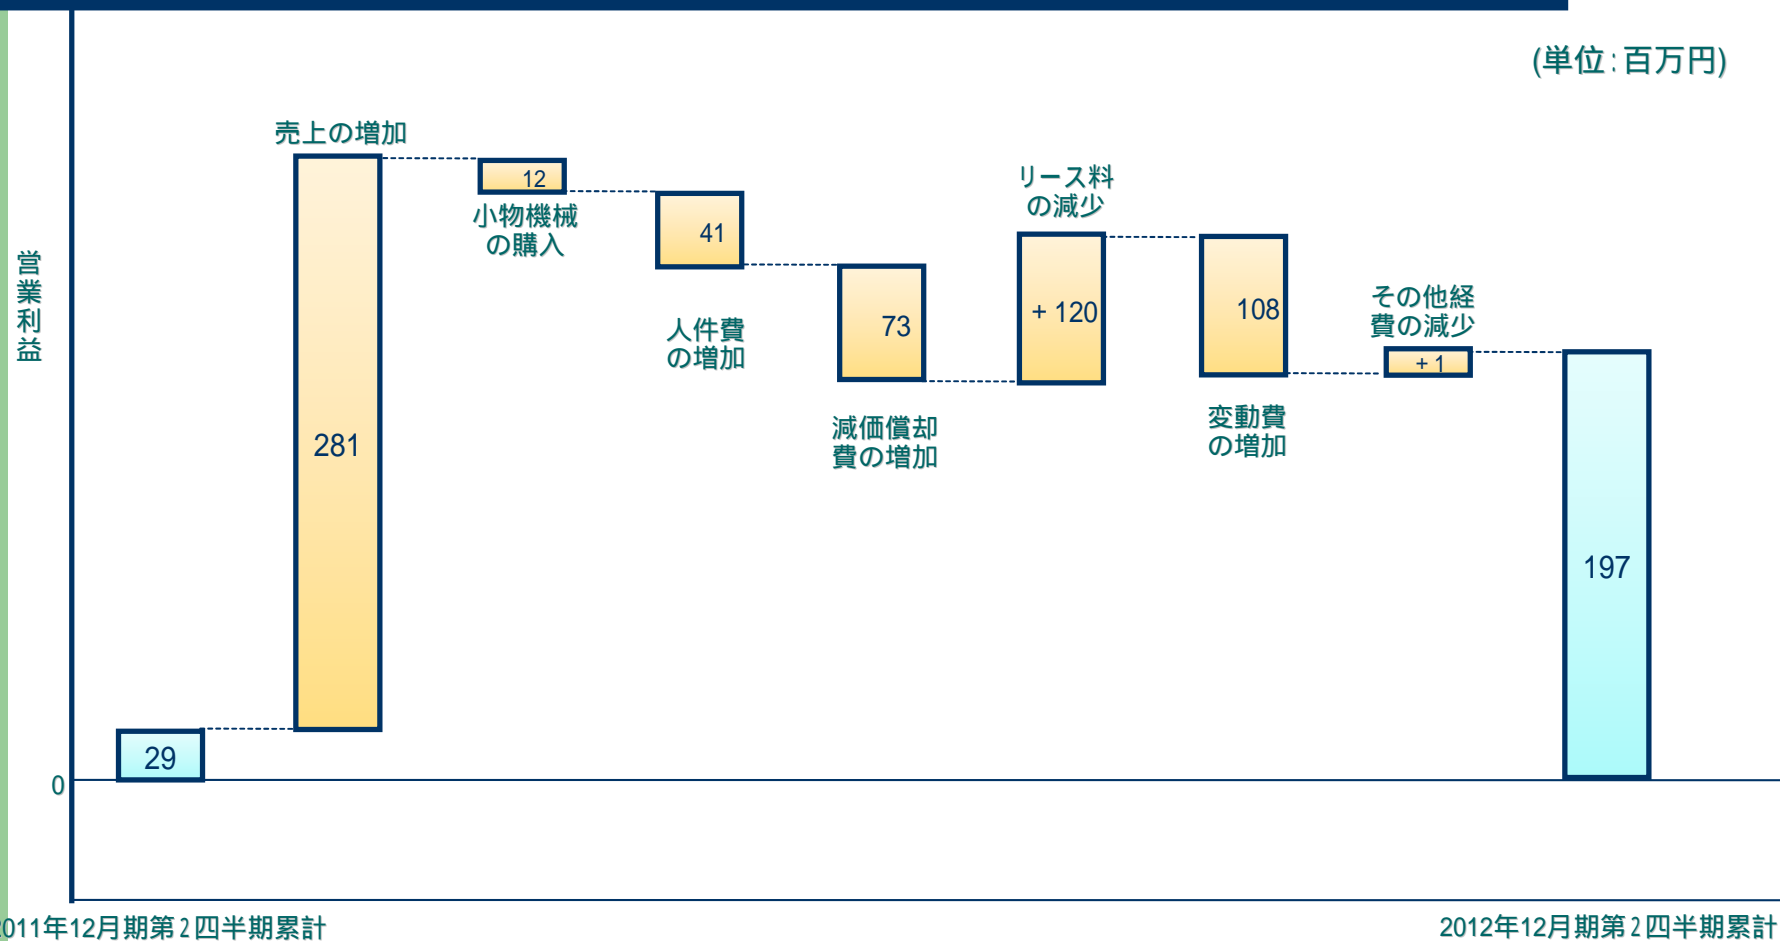 (単位:百万円)
売上の増加
12
小物機械
の購入
41
人件費
の増加
73
減価償却
費の増加
リース料
の減少
+ 120
108
変動費
の増加
その他経
費の減少
+ 1
営業利益
281
197
29
0
2011年12月期第2四半期累計
2012年12月期第2四半期累計